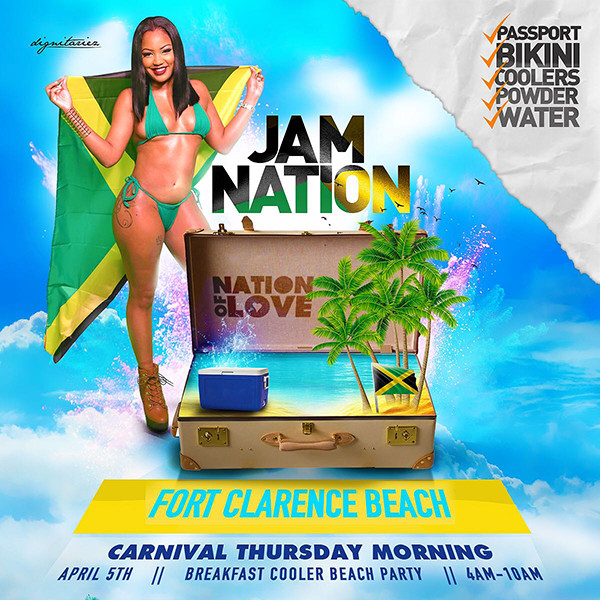 dignitariez
PASSPORT
BIKINI
COOLERS
POWDER
WATER
JAM
NATION
NATION
OF LOVE
FORT CLARENCE BEACH
CARNIVAL THURSDAY MORNING
APRIL 5TH || BREAKFAST COOLER BEACH PARTY || 4AM-10AM